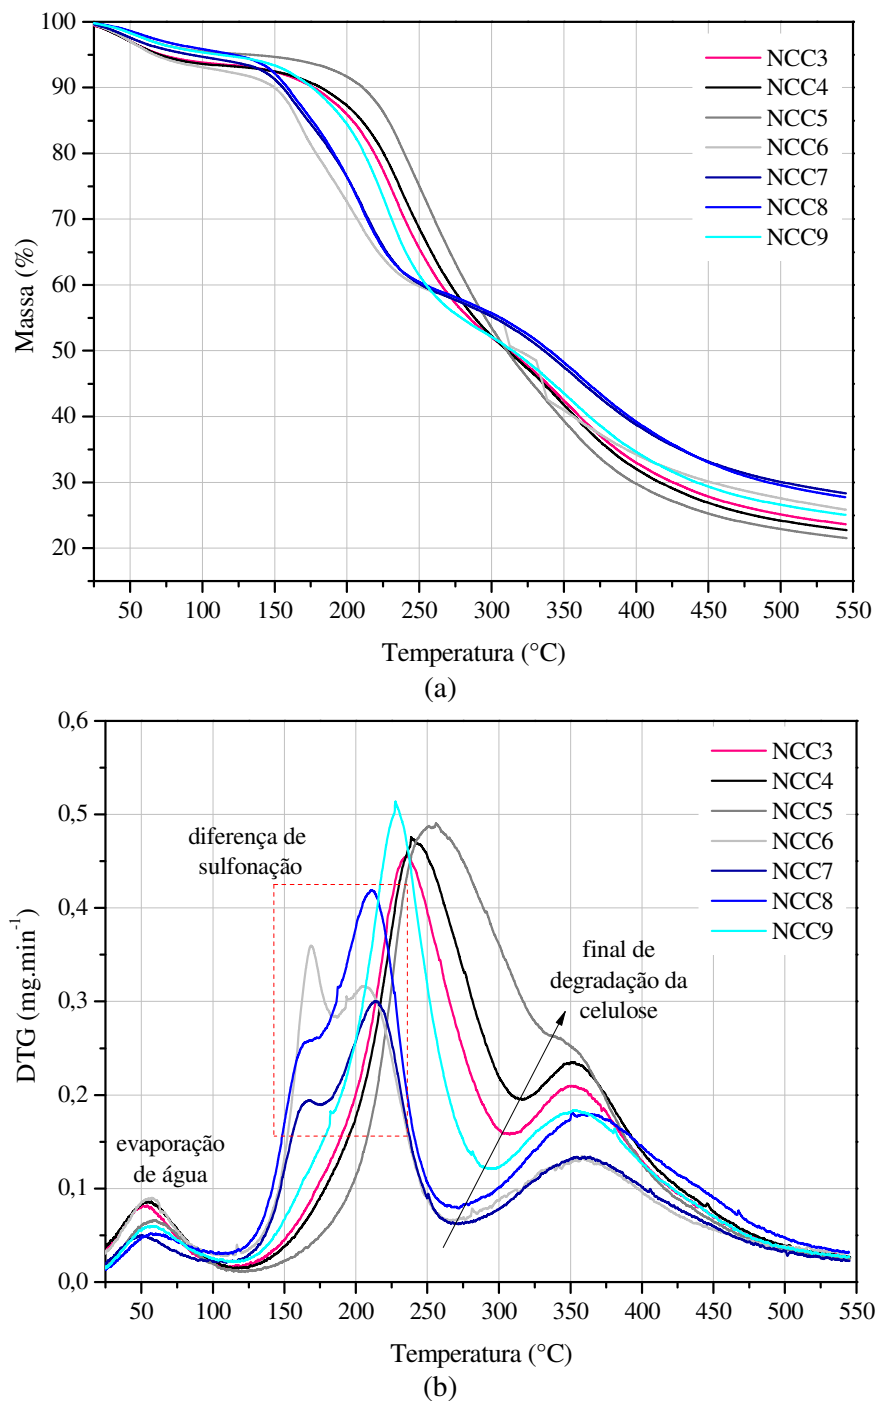 100
90
80
70
60
50
40
30
20
Massa (%)
NCC3
NCC4
NCC5
NCC6
NCC7
NCC8
NCC9
50 100 150 200 250 300 350 400 450 500 550
Temperatura (°C)
(a)
0,6
0,5
0,4
0,3
0,2
0,1
0,0
DTG (mg.min⁻¹)
NCC3
NCC4
NCC5
NCC6
NCC7
NCC8
NCC9
diferença de
sulfonação
final de
degradação da
celulose
evaporação
de água
50 100 150 200 250 300 350 400 450 500 550
Temperatura (°C)
(b)